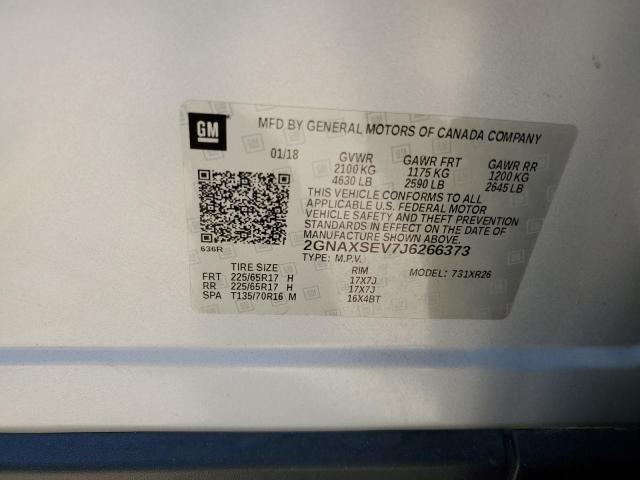 GM
MFD BY GENERAL MOTORS OF CANADA COMPANY
01/18 GVWR GAWR FRT GAWR RR
2100 KG 1175 KG 1200 KG
4630 LB 2590 LB 2645 LB
THIS VEHICLE CONFORMS TO ALL
APPLICABLE U.S. FEDERAL MOTOR
VEHICLE SAFETY AND THEFT PREVENTION
STANDARDS IN EFFECT ON THE DATE OF
MANUFACTURE SHOWN ABOVE.
636R
2GNAXSEV7J6266373
TYPE: M.P.V. MODEL: 731XR26
TIRE SIZE RIM
FRT 225/65R17 H 17X7J
RR 225/65R17 H 17X7J
SPA T135/70R16 M 16X4BT